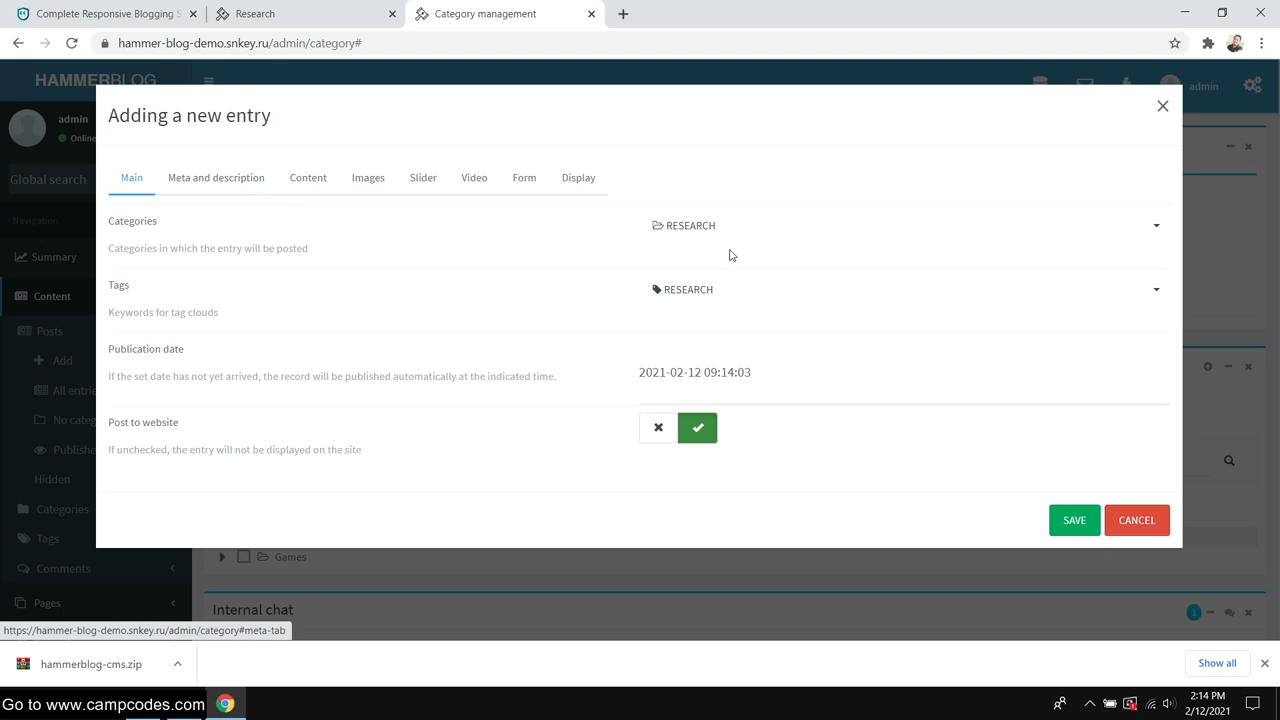 Complete Responsive Blogging S
Research
Category management
hammer-blog-demo.snkey.ru/admin/category#
HAMMERBLOG
admin
admin
Online
Adding a new entry
Global search
Main
Meta and description
Content
Images
Slider
Video
Form
Display
Navigation
Categories
RESEARCH
Categories in which the entry will be posted
Summary
Tags
RESEARCH
Content
Keywords for tag clouds
Posts
Publication date
Add
2021-02-12 09:14:03
If the set date has not yet arrived, the record will be published automatically at the indicated time.
All entrie
No categ
Post to website
Publishe
If unchecked, the entry will not be displayed on the site
Hidden
Categories
SAVE
CANCEL
Tags
Games
Comments
Pages
Internal chat
1
https://hammer-blog-demo.snkey.ru/admin/category#meta-tab
hammerblog-cms.zip
Show all
Go to www.campcodes.com
2:14 PM
2/12/2021